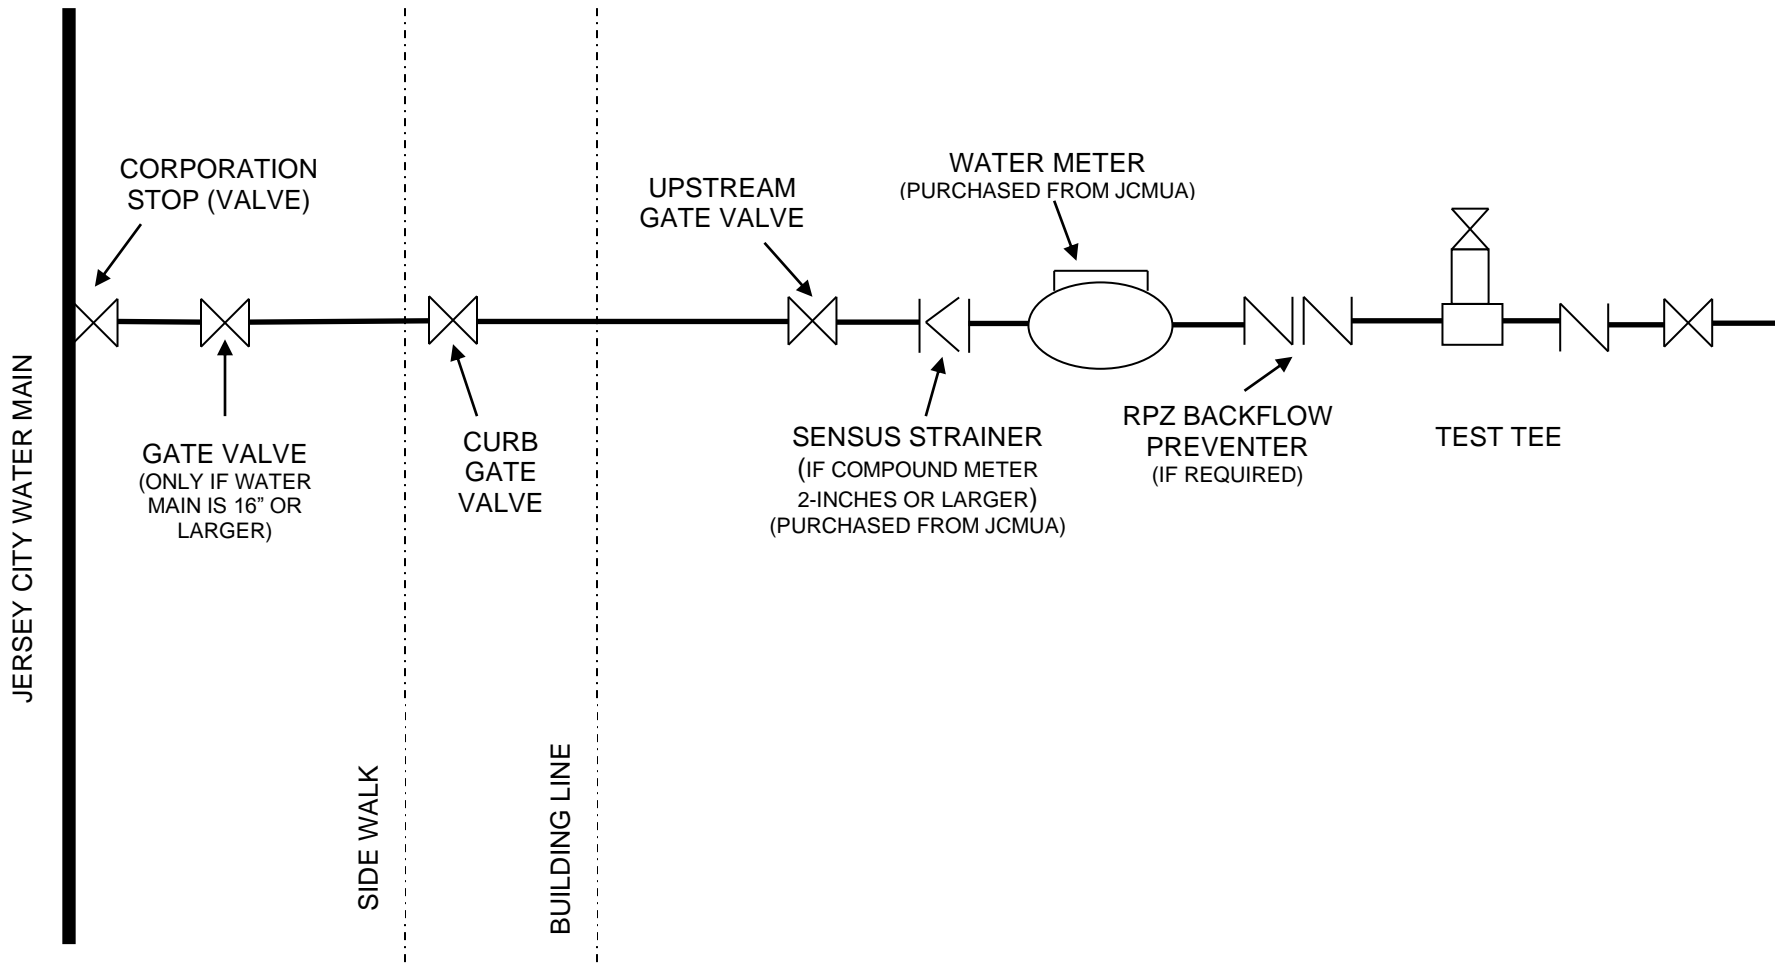 CORPORATION
STOP (VALVE)
UPSTREAM
GATE VALVE
WATER METER
(PURCHASED FROM JCMUA)
JERSEY CITY WATER MAIN
GATE VALVE
(ONLY IF WATER
MAIN IS 16” OR
LARGER)
CURB
GATE
VALVE
SENSUS STRAINER
(IF COMPOUND METER
2-INCHES OR LARGER)
(PURCHASED FROM JCMUA)
RPZ BACKFLOW
PREVENTER
(IF REQUIRED)
TEST TEE
SIDE WALK
BUILDING LINE